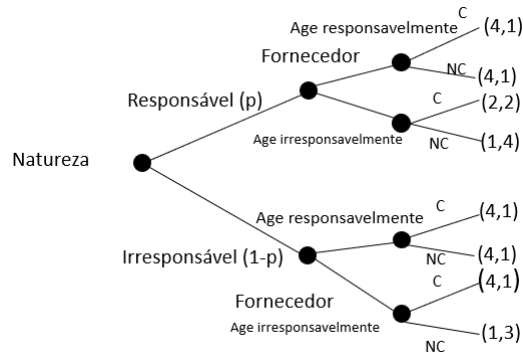 C
Age responsavelmente
(4,1)
Fornecedor
NC
(4,1)
Responsável (p)
C
(2,2)
Age irresponsavelmente
NC
(1,4)
Natureza
C
Age responsavelmente
(4,1)
Irresponsável (1-p)
NC
(4,1)
C
(4,1)
Fornecedor
Age irresponsavelmente
NC
(1,3)